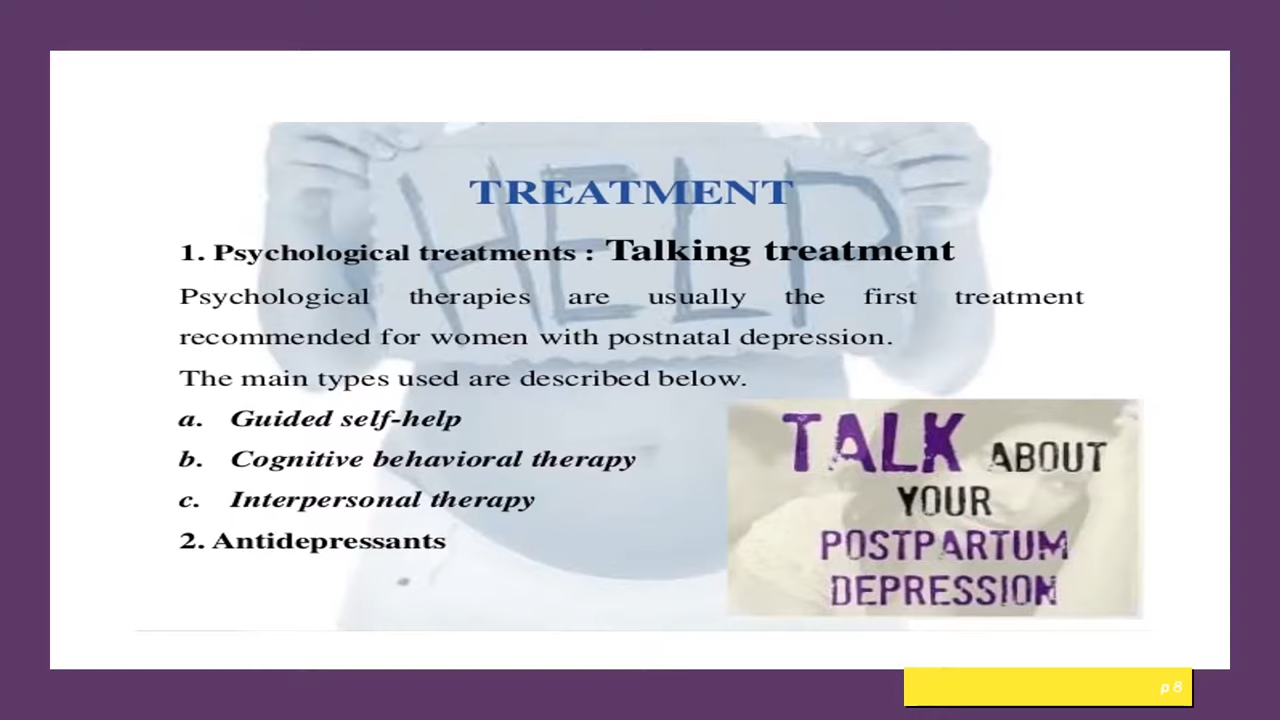 HELP
TREATMENT
1. Psychological treatments : Talking treatment
Psychological therapies are usually the first treatment
recommended for women with postnatal depression.
The main types used are described below.
a. Guided self-help
b. Cognitive behavioral therapy
c. Interpersonal therapy
2. Antidepressants
TALK ABOUT
YOUR
POSTPARTUM
DEPRESSION
p 8